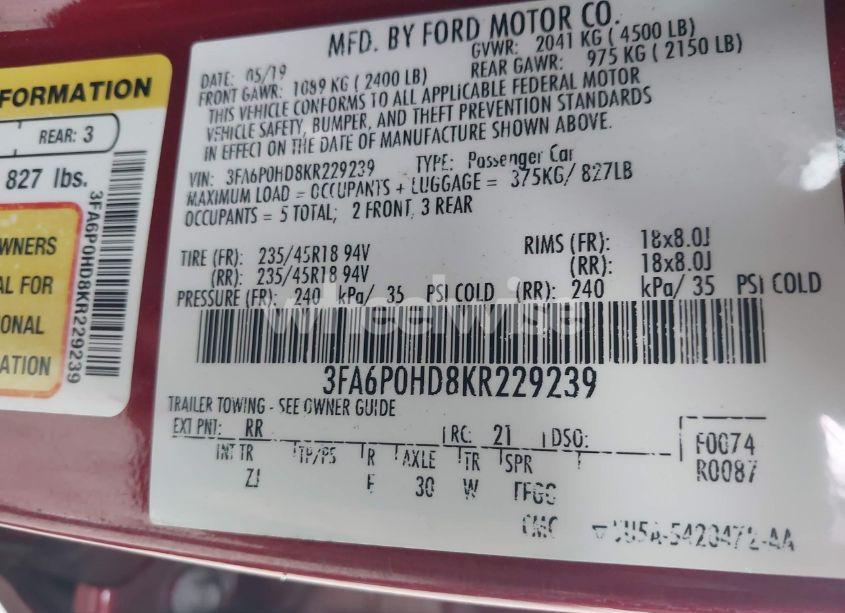 MFD. BY FORD MOTOR CO.
DATE: 05/19
GVWR: 2041 KG ( 4500 LB)
FRONT GAWR: 1089 KG ( 2400 LB)
REAR GAWR: 975 KG ( 2150 LB)
THIS VEHICLE CONFORMS TO ALL APPLICABLE FEDERAL MOTOR
VEHICLE SAFETY, BUMPER, AND THEFT PREVENTION STANDARDS
IN EFFECT ON THE DATE OF MANUFACTURE SHOWN ABOVE.
VIN: 3FA6P0HD8KR229239 TYPE: Passenger Car
MAXIMUM LOAD = OCCUPANTS + LUGGAGE = 375KG/ 827LB
OCCUPANTS = 5 TOTAL; 2 FRONT, 3 REAR
TIRE (FR): 235/45R18 94V RIMS (FR): 18x8.0J
(RR): 235/45R18 94V (RR): 18x8.0J
PRESSURE (FR): 240 kPa/ 35 PSI COLD (RR): 240 kPa/ 35 PSI COLD
wheelwise
3FA6P0HD8KR229239
TRAILER TOWING - SEE OWNER GUIDE
EXT PNT: RR RC: 21 DSO:
F0074
R0087
INT TR TP/PS R AXLE TR SPR
ZJ 30 W
FORMATION
REAR: 3
827 lbs.
3FA6P0HD8KR229239
WNERS
AL FOR
IONAL
ATION